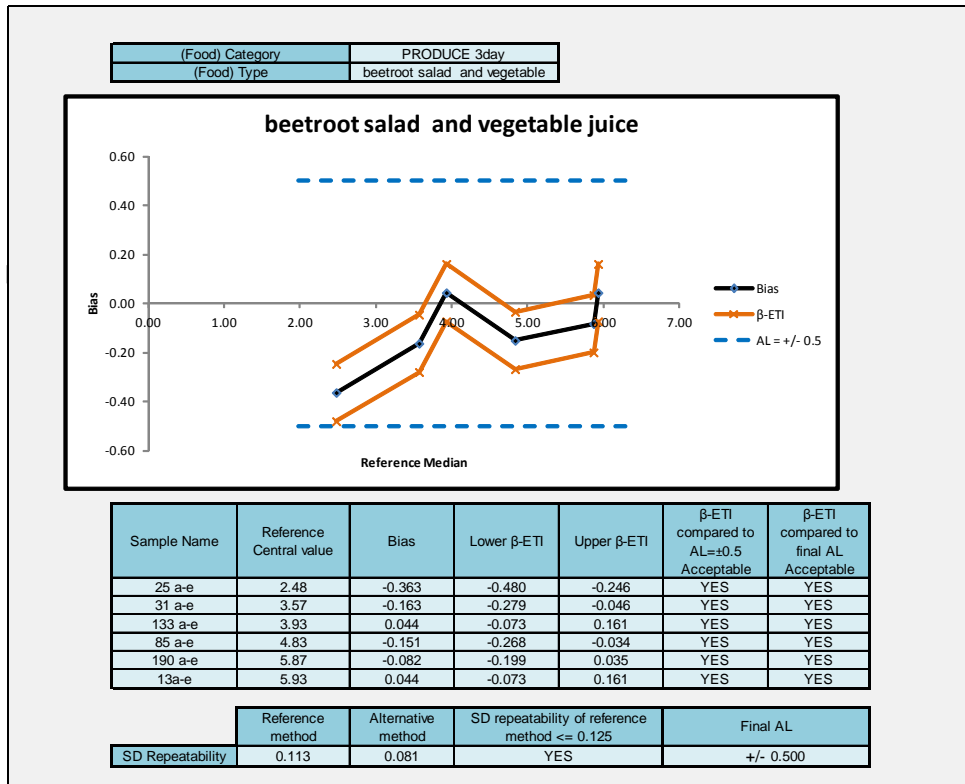 (Food) Category PRODUCE 3day
(Food) Type beetroot salad and vegetable
beetroot salad and vegetable juice
0.60
0.40
0.20
0.00
-0.20
-0.40
-0.60
0.00 1.00 2.00 3.00 4.00 5.00 6.00 7.00
Bias
Reference Median
Bias
β-ETI
AL = +/- 0.5
Sample Name Reference Central value Bias Lower β-ETI Upper β-ETI β-ETI compared to AL=±0.5 Acceptable β-ETI compared to final AL Acceptable
25 a-e 2.48 -0.363 -0.480 -0.246 YES YES
31 a-e 3.57 -0.163 -0.279 -0.046 YES YES
133 a-e 3.93 0.044 -0.073 0.161 YES YES
85 a-e 4.83 -0.151 -0.268 -0.034 YES YES
190 a-e 5.87 -0.082 -0.199 0.035 YES YES
13a-e 5.93 0.044 -0.073 0.161 YES YES
Reference method Alternative method SD repeatability of reference method <= 0.125 Final AL
SD Repeatability 0.113 0.081 YES +/- 0.500